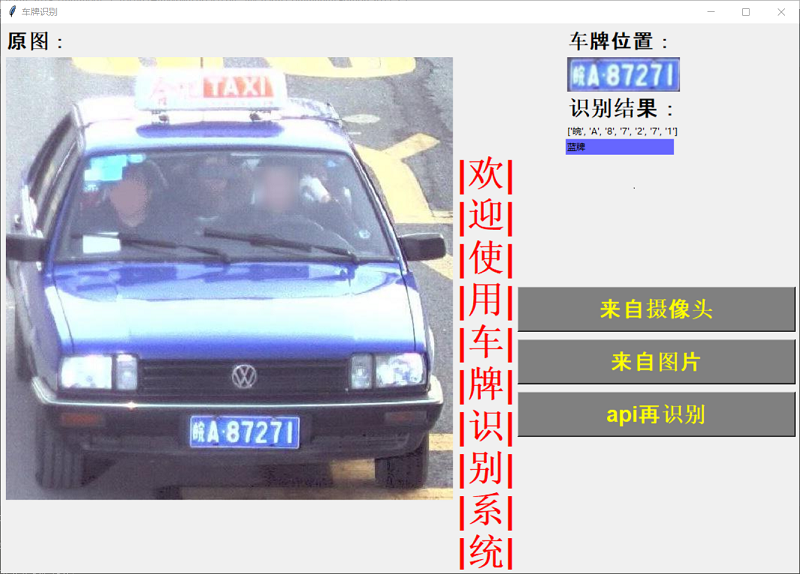 车牌识别
原图：
TAXI
皖A·87271
车牌位置：
皖A·87271
识别结果：
['皖', 'A', '8', '7', '2', '7', '1']
蓝牌
|欢|
|迎|
|使|
|用|
|车|
|牌|
|识|
|别|
|系|
|统|
来自摄像头
来自图片
api再识别